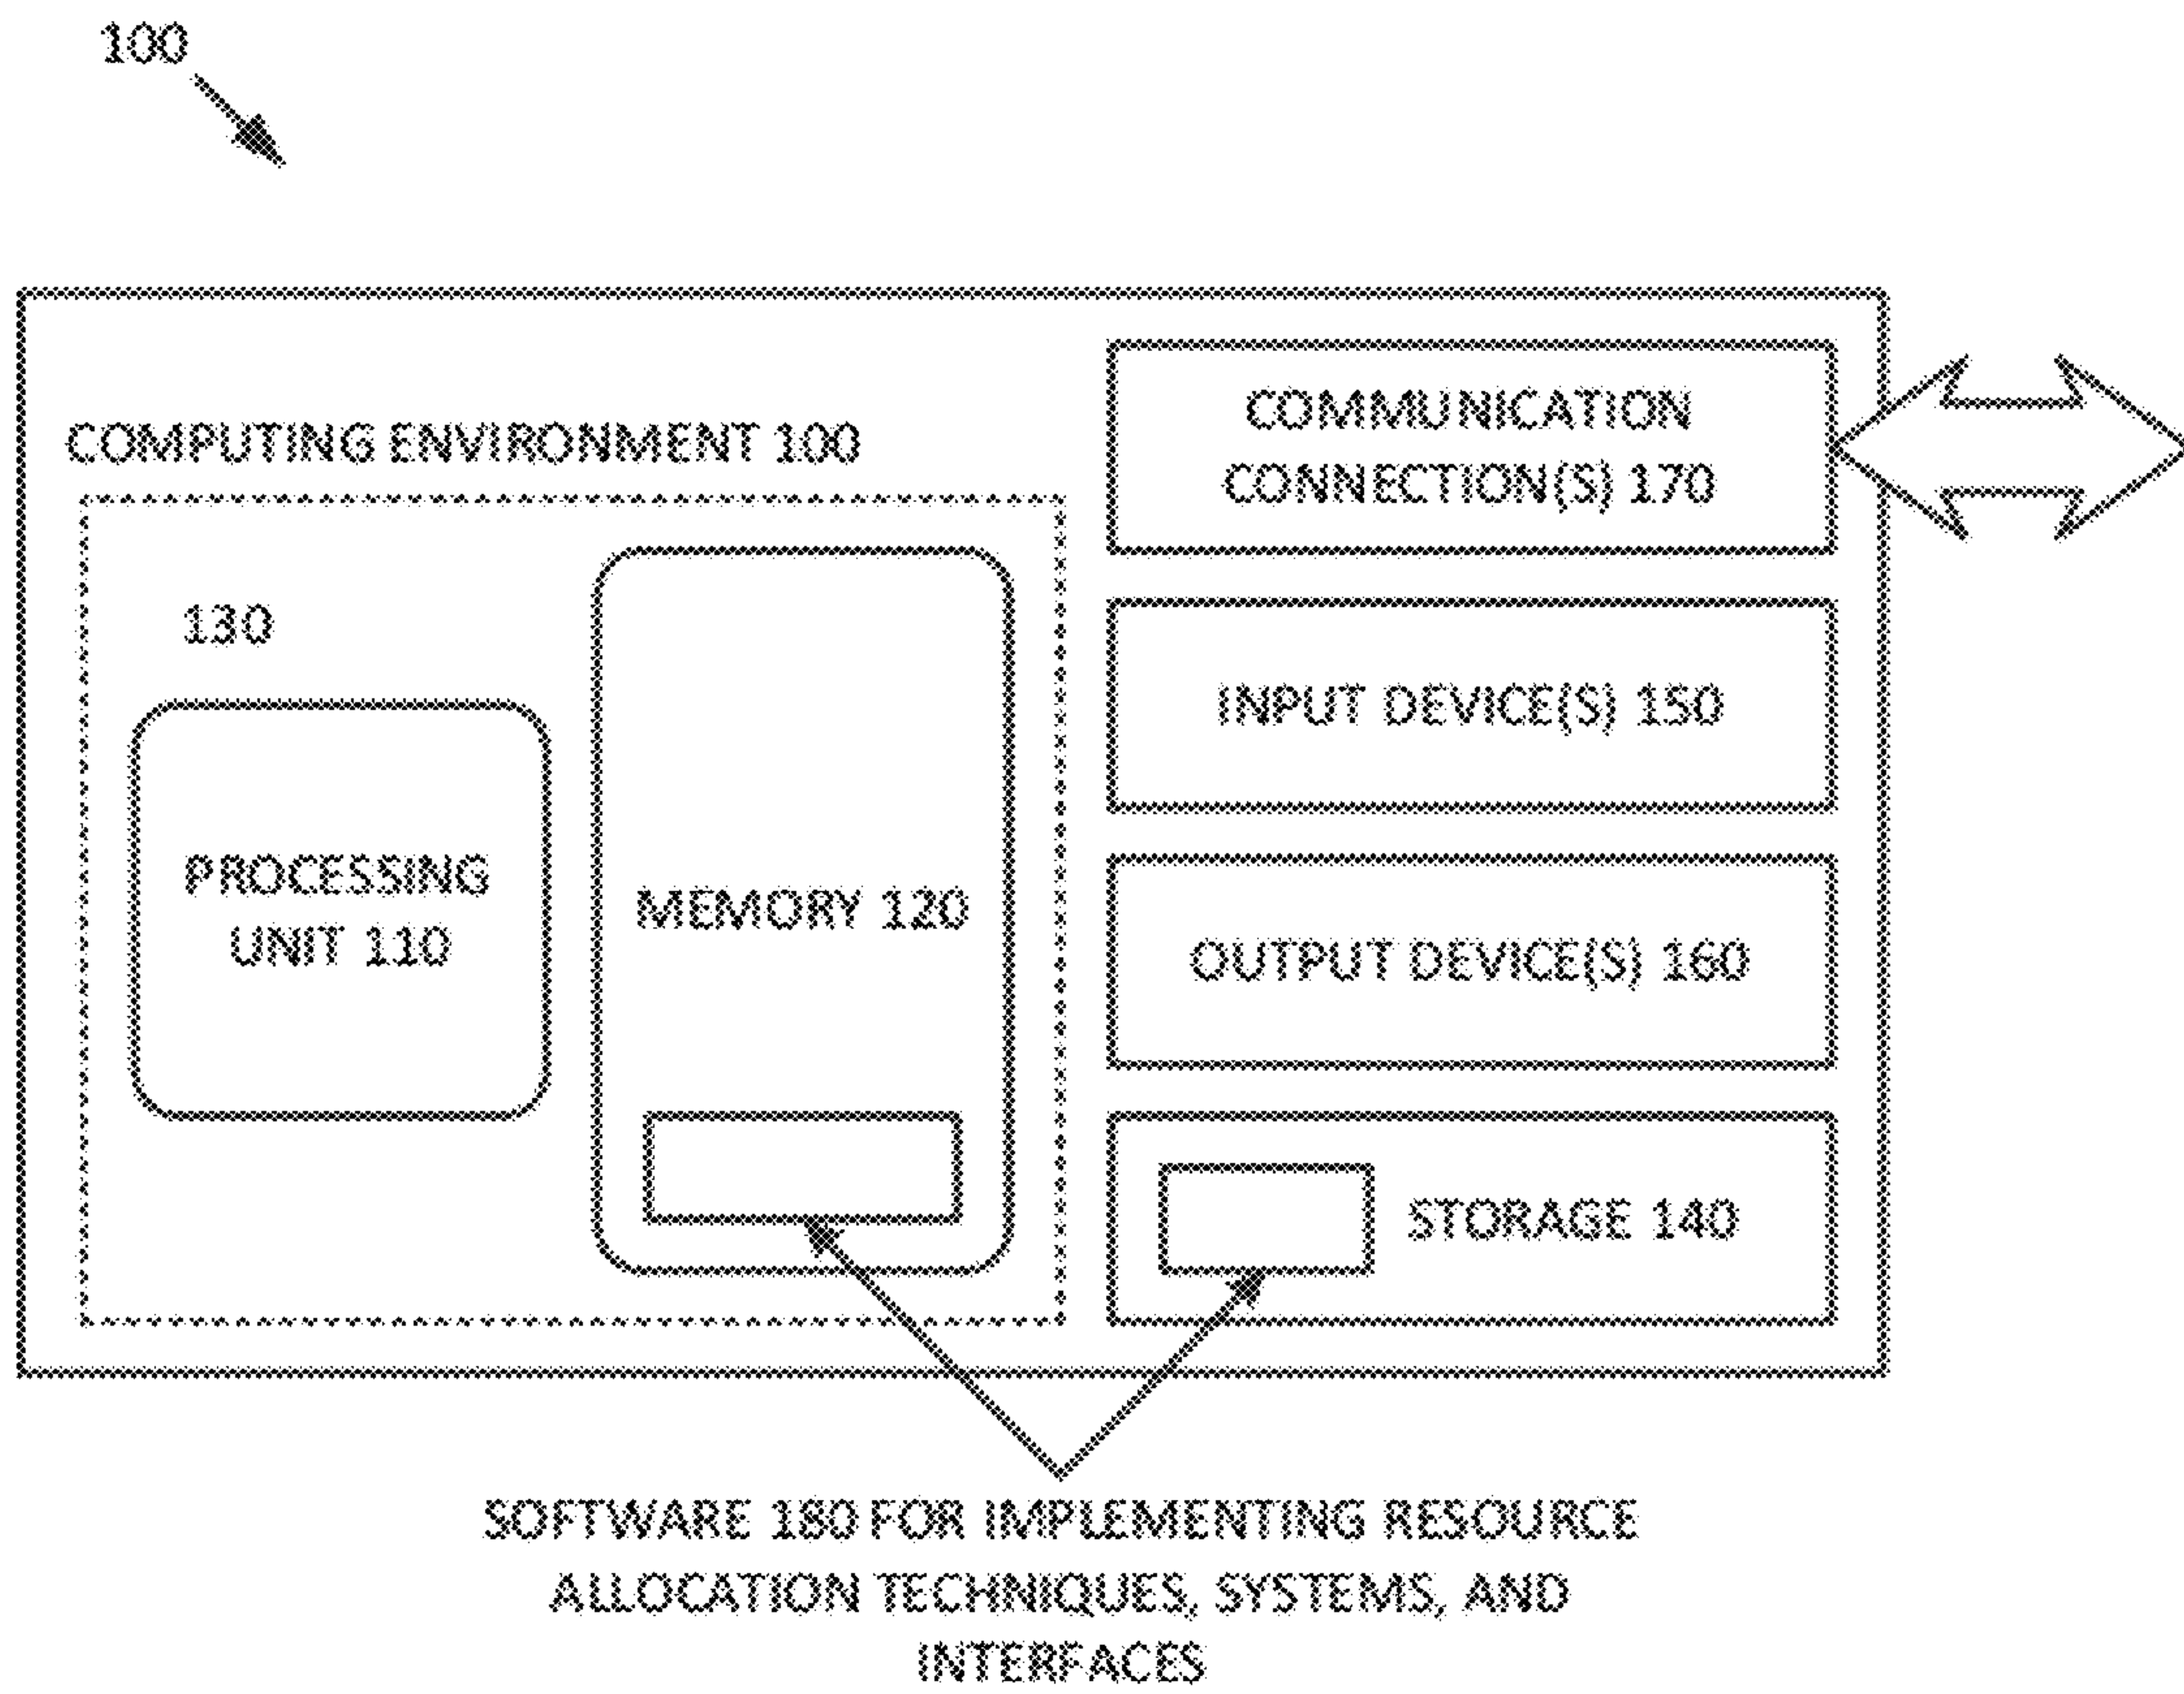 100
COMPUTING ENVIRONMENT 100
130
PROCESSING
UNIT 110
MEMORY 120
COMMUNICATION
CONNECTION(S) 170
INPUT DEVICE(S) 150
OUTPUT DEVICE(S) 160
STORAGE 140
SOFTWARE 180 FOR IMPLEMENTING RESOURCE
ALLOCATION TECHNIQUES, SYSTEMS, AND
INTERFACES